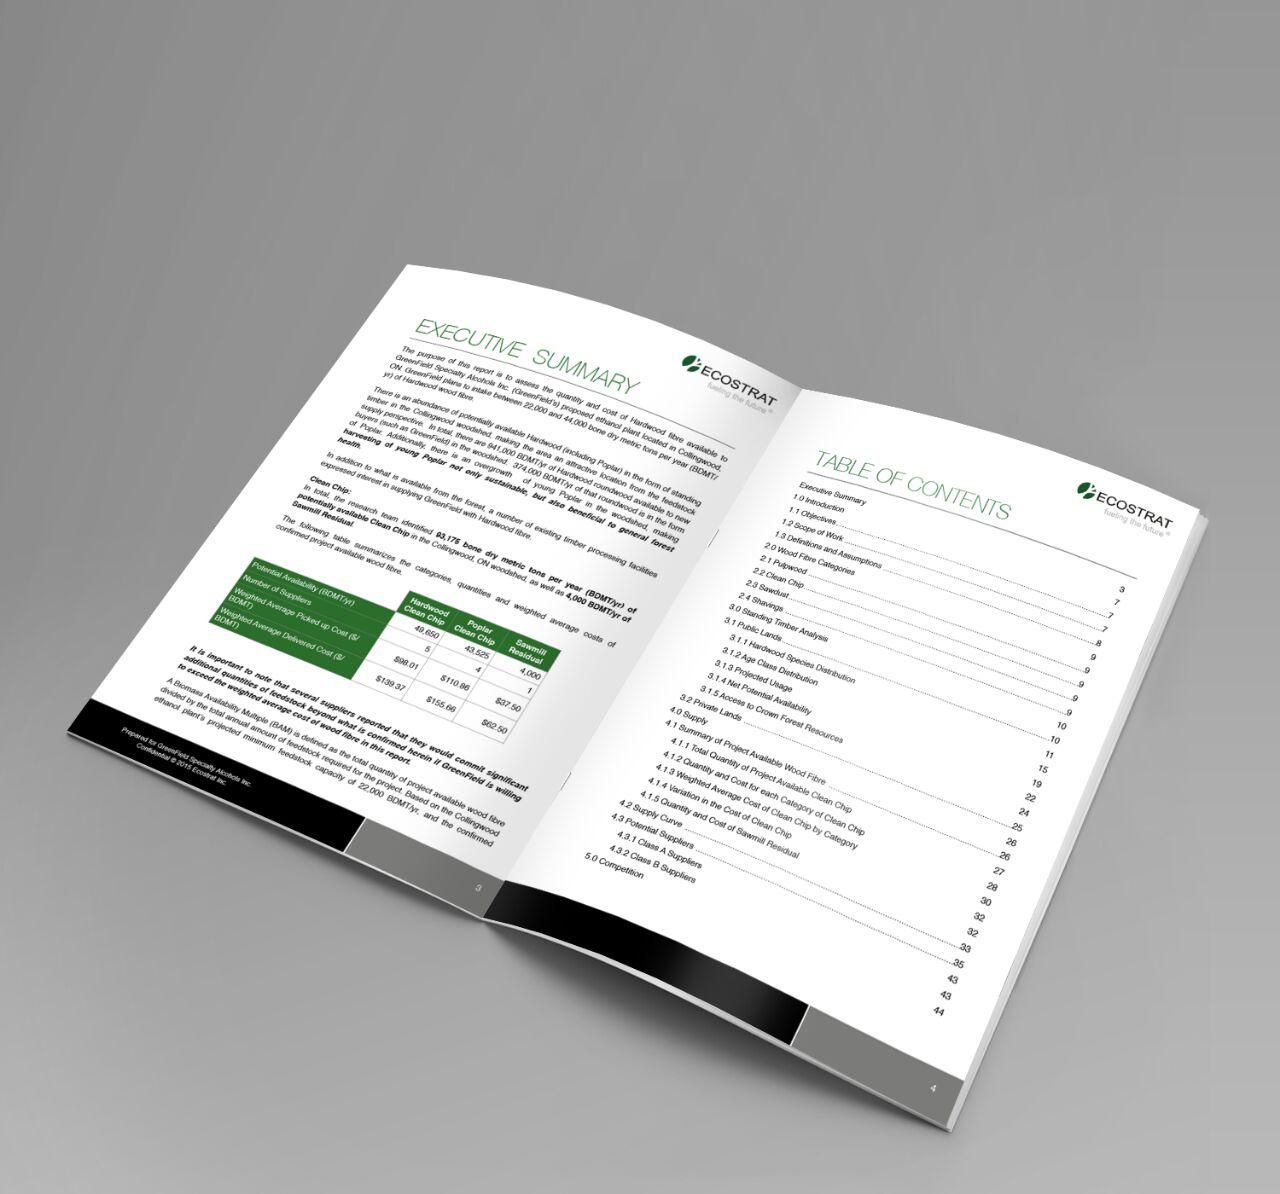 EXECUTIVE SUMMARY
ECOSTRAT
fueling the future ®
The purpose of this report is to assess the quantity and cost of Hardwood fibre available to
GreenField Specialty Alcohols Inc. (GreenField's) proposed ethanol plant located in Collingwood,
ON. GreenField plans to intake between 22,000 and 44,000 bone dry metric tons per year (BDMT/
yr) of Hardwood wood fibre.
There is an abundance of potentially available Hardwood (including Poplar) in the form of standing
timber in the Collingwood woodshed, making the area an attractive location from the feedstock
supply perspective. In total, there are 941,000 BDMT/yr of Hardwood roundwood available to new
buyers (such as GreenField) in the woodshed. 374,000 BDMT/yr of that roundwood is in the form
of Poplar. Additionally, there is an overgrowth of young Poplar in the woodshed, making
harvesting of young Poplar not only sustainable, but also beneficial to general forest
health.
In addition to what is available from the forest, a number of existing timber processing facilities
expressed interest in supplying GreenField with Hardwood fibre.
Clean Chip:
In total, the research team identified 93,175 bone dry metric tons per year (BDMT/yr) of
potentially available Clean Chip in the Collingwood, ON woodshed, as well as 4,000 BDMT/yr of
Sawmill Residual.
The following table summarizes the categories, quantities and weighted average costs of
confirmed project available wood fibre.
Hardwood Clean Chip Poplar Clean Chip Sawmill Residual
Potential Availability (BDMT/yr) 49,650 43,525 4,000
Number of Suppliers 5 4 1
Weighted Average Picked up Cost ($/BDMT) $98.01 $110.86 $37.50
Weighted Average Delivered Cost ($/BDMT) $139.37 $155.66 $62.50
It is important to note that several suppliers reported that they would commit significant
additional quantities of feedstock beyond what is confirmed herein if GreenField is willing
to exceed the weighted average cost of wood fibre in this report.
A Biomass Availability Multiple (BAM) is defined as the total quantity of project available wood fibre
divided by the total annual amount of feedstock required for the project. Based on the Collingwood
ethanol plant's projected minimum feedstock capacity of 22,000 BDMT/yr, and the confirmed
Prepared for GreenField Specialty Alcohols Inc.
Confidential © 2015 Ecostrat Inc.
3
TABLE OF CONTENTS
ECOSTRAT
fueling the future ®
Executive Summary 3
1.0 Introduction 7
1.1 Objectives 7
1.2 Scope of Work 7
1.3 Definitions and Assumptions 8
2.0 Wood Fibre Categories 9
2.1 Pulpwood 9
2.2 Clean Chip 9
2.3 Sawdust 9
2.4 Shavings 9
3.0 Standing Timber Analysis 10
3.1 Public Lands 10
3.1.1 Hardwood Species Distribution 11
3.1.2 Age Class Distribution 15
3.1.3 Projected Usage 19
3.1.4 Net Potential Availability 22
3.1.5 Access to Crown Forest Resources 24
3.2 Private Lands 25
4.0 Supply 26
4.1 Summary of Project Available Wood Fibre 26
4.1.1 Total Quantity of Project Available Clean Chip 27
4.1.2 Quantity and Cost for each Category of Clean Chip 28
4.1.3 Weighted Average Cost of Clean Chip by Category 30
4.1.4 Variation in the Cost of Clean Chip 32
4.1.5 Quantity and Cost of Sawmill Residual 32
4.2 Supply Curve 33
4.3 Potential Suppliers 35
4.3.1 Class A Suppliers 43
4.3.2 Class B Suppliers 43
5.0 Competition 44
4